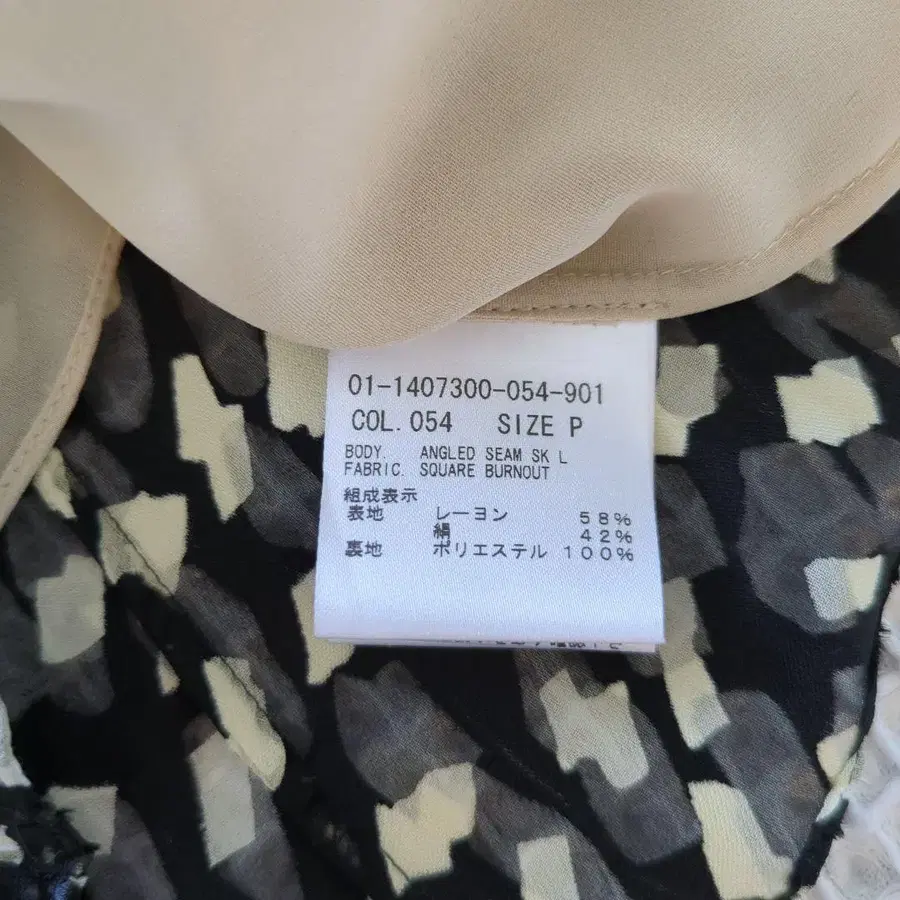 01-1407300-054-901
COL. 054 SIZE P
BODY. ANGLED SEAM SK L
FABRIC. SQUARE BURNOUT
組成表示
表地 レーヨン 58%
絹 42%
裏地 ポリエステル 100%